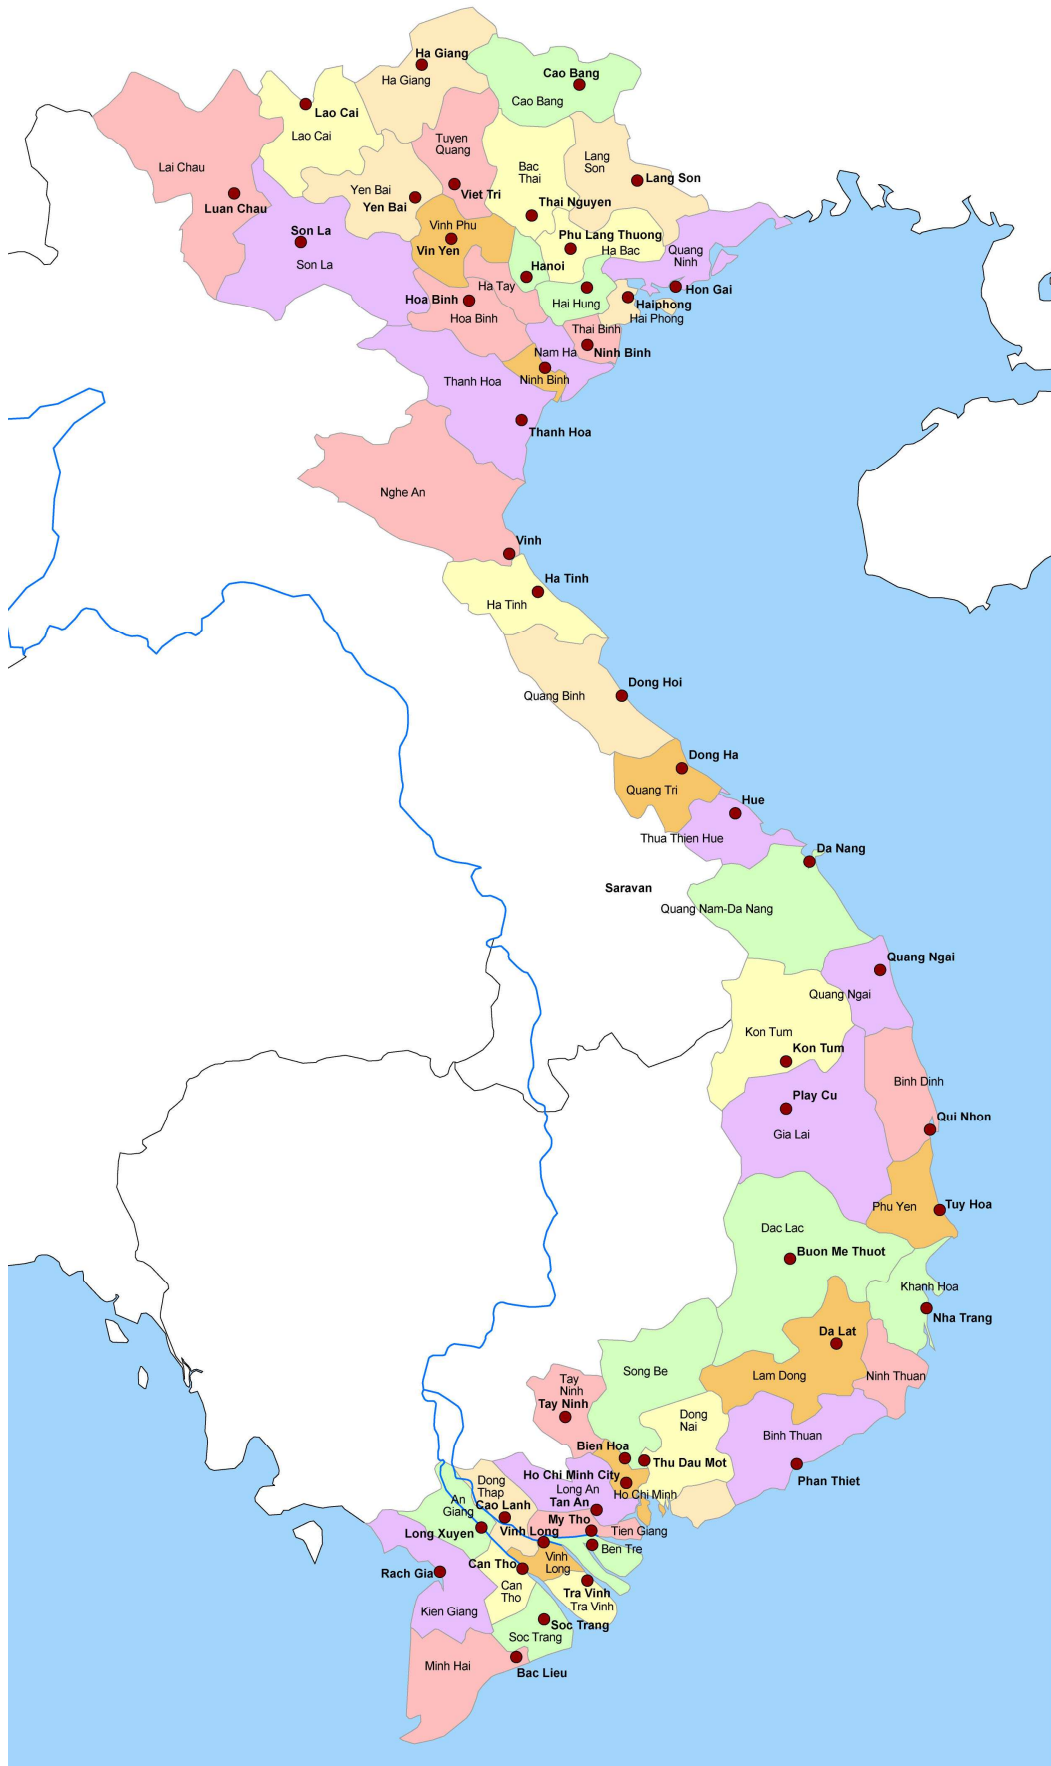 Ha Giang
Ha Giang
Cao Bang
Cao Bang
Lao Cai
Lao Cai
Tuyen
Quang
Bac
Thai
Lang
Son
Lang Son
Lai Chau
Luan Chau
Yen Bai
Yen Bai
Viet Tri
Thai Nguyen
Son La
Son La
Vinh Phu
Vin Yen
Phu Lang Thuong
Ha Bac
Quang
Ninh
Hanoi
Hon Gai
Hoa Binh
Hoa Binh
Ha Tay
Hai Hung
Haiphong
Hai Phong
Thai Binh
Ninh Binh
Nam Ha
Ninh Binh
Thanh Hoa
Thanh Hoa
Nghe An
Vinh
Ha Tinh
Ha Tinh
Dong Hoi
Quang Binh
Dong Ha
Quang Tri
Hue
Thua Thien Hue
Da Nang
Saravan
Quang Nam-Da Nang
Quang Ngai
Quang Ngai
Kon Tum
Kon Tum
Binh Dinh
Play Cu
Qui Nhon
Gia Lai
Phu Yen
Tuy Hoa
Dac Lac
Buon Me Thuot
Khanh Hoa
Nha Trang
Da Lat
Song Be
Lam Dong
Ninh Thuan
Tay
Ninh
Tay Ninh
Dong
Nai
Binh Thuan
Bien Hoa
Thu Dau Mot
Phan Thiet
Ho Chi Minh City
Long An
Ho Chi Minh
Tan An
Dong
Thap
Cao Lanh
An
Giang
Long Xuyen
My Tho
Tien Giang
Vinh Long
Ben Tre
Vinh
Long
Can Tho
Can
Tho
Rach Gia
Tra Vinh
Tra Vinh
Kien Giang
Soc Trang
Soc Trang
Minh Hai
Bac Lieu